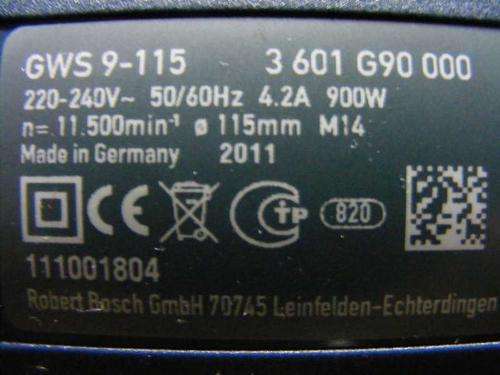 GWS 9-115 3 601 G90 000
220-240V~ 50/60Hz 4.2A 900W
n= 11.500min⁻¹ ø 115mm M14
Made in Germany 2011
CE 820
111001804
Robert Bosch GmbH 70745 Leinfelden-Echterdingen